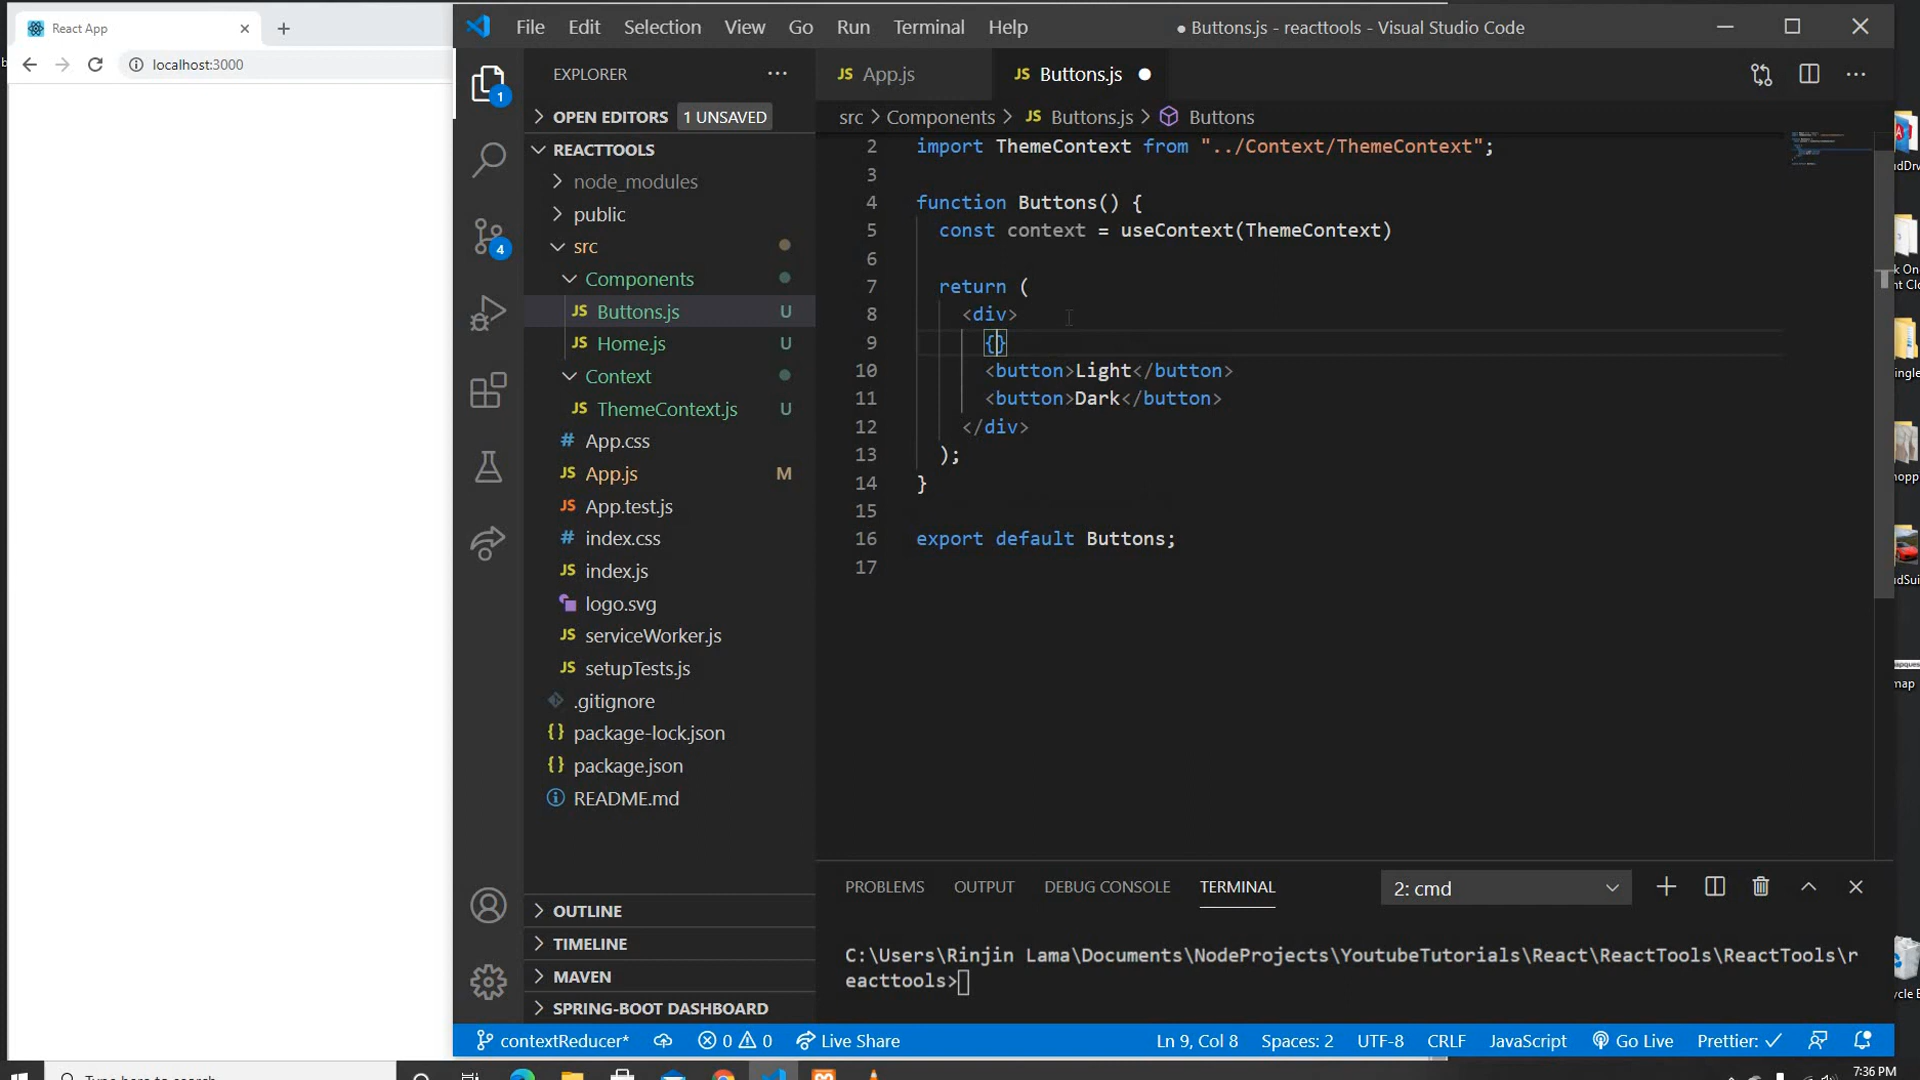 React App
localhost:3000
File Edit Selection View Go Run Terminal Help
● Buttons.js - reacttools - Visual Studio Code
EXPLORER
OPEN EDITORS 1 UNSAVED
REACTTOOLS
node_modules
public
src
Components
JS Buttons.js U
JS Home.js U
Context
JS ThemeContext.js U
# App.css
JS App.js M
JS App.test.js
# index.css
JS index.js
logo.svg
JS serviceWorker.js
JS setupTests.js
.gitignore
{} package-lock.json
{} package.json
README.md
OUTLINE
TIMELINE
MAVEN
SPRING-BOOT DASHBOARD
1
4
JS App.js JS Buttons.js ●
src > Components > JS Buttons.js > Buttons
2 import ThemeContext from "../Context/ThemeContext";
3
4 function Buttons() {
5 const context = useContext(ThemeContext)
6
7 return (
8 <div>
9 {}
10 <button>Light</button>
11 <button>Dark</button>
12 </div>
13 );
14 }
15
16 export default Buttons;
17
PROBLEMS OUTPUT DEBUG CONSOLE TERMINAL 2: cmd
C:\Users\Rinjin Lama\Documents\NodeProjects\YoutubeTutorials\React\ReactTools\ReactTools\r
eacttools>
contextReducer* 0 0 Live Share Ln 9, Col 8 Spaces: 2 UTF-8 CRLF JavaScript Go Live Prettier: ✓
Type here to search
7:36 PM